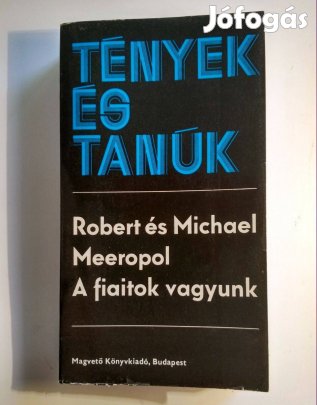 Jófogás
TÉNYEK
ÉS
TANÚK
Robert és Michael
Meeropol
A fiaitok vagyunk
Magvető Könyvkiadó, Budapest